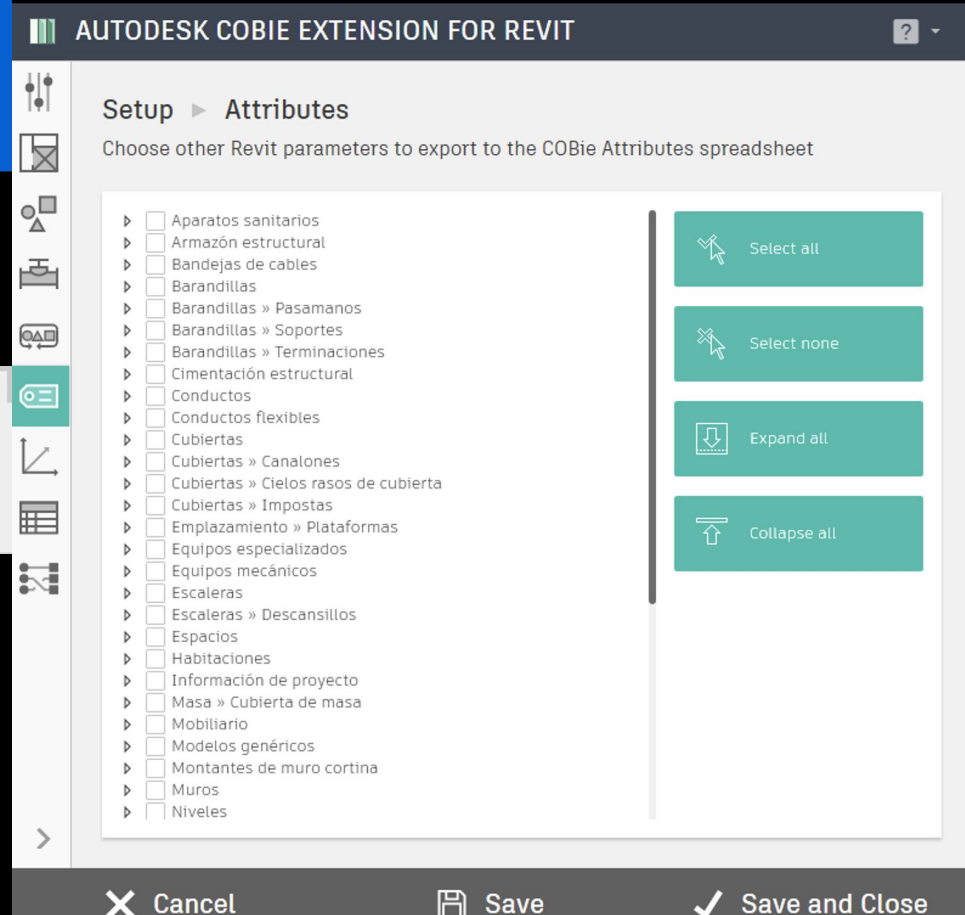 AUTODESK COBIE EXTENSION FOR REVIT ?
Setup ▶ Attributes
Choose other Revit parameters to export to the COBie Attributes spreadsheet
Aparatos sanitarios
Armazón estructural
Bandejas de cables
Barandillas
Barandillas » Pasamanos
Barandillas » Soportes
Barandillas » Terminaciones
Cimentación estructural
Conductos
Conductos flexibles
Cubiertas
Cubiertas » Canalones
Cubiertas » Cielos rasos de cubierta
Cubiertas » Impostas
Emplazamiento » Plataformas
Equipos especializados
Equipos mecánicos
Escaleras
Escaleras » Descansillos
Espacios
Habitaciones
Información de proyecto
Masa » Cubierta de masa
Mobiliario
Modelos genéricos
Montantes de muro cortina
Muros
Niveles
Select all
Select none
Expand all
Collapse all
Cancel
Save
Save and Close